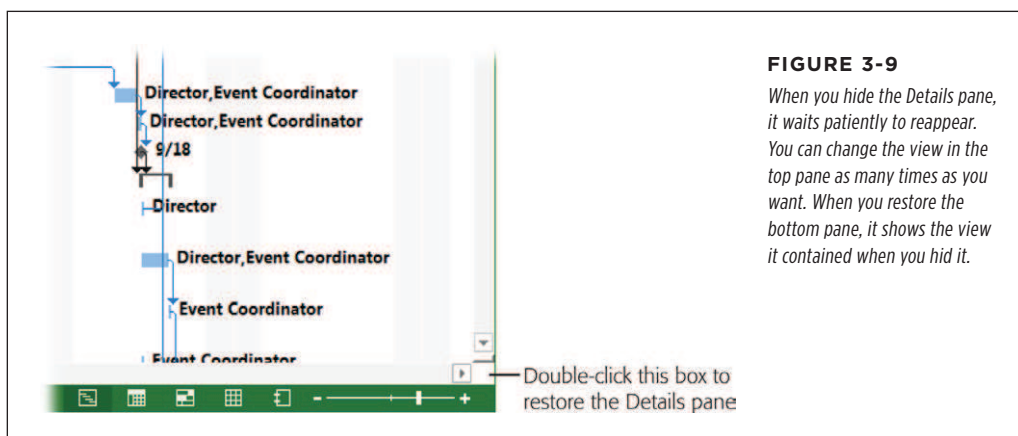 Director,Event Coordinator
Director,Event Coordinator
9/18
Director
Director,Event Coordinator
Event Coordinator
Event Coordinator
- +
Double-click this box to
restore the Details pane
FIGURE 3-9
When you hide the Details pane,
it waits patiently to reappear.
You can change the view in the
top pane as many times as you
want. When you restore the
bottom pane, it shows the view
it contained when you hid it.